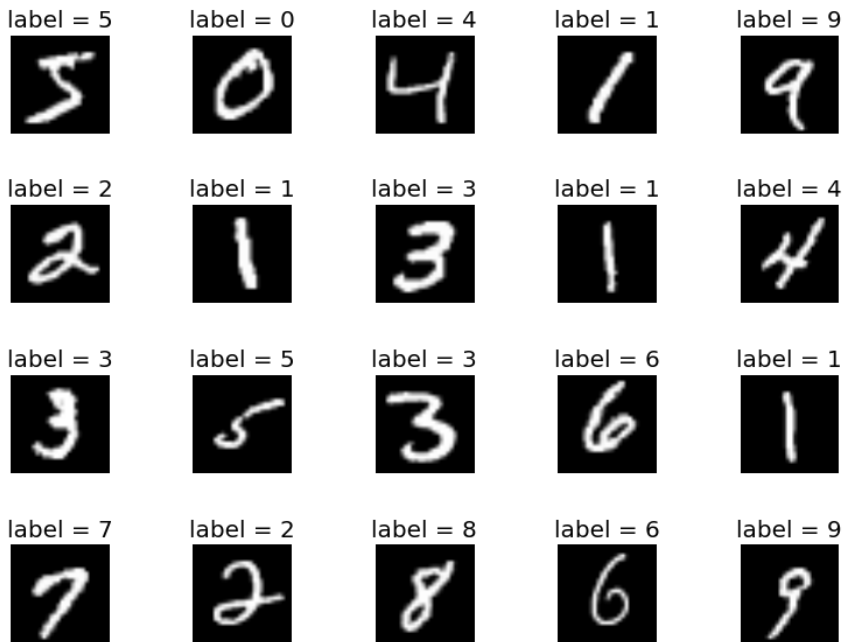 label = 5 label = 0 label = 4 label = 1 label = 9
5 0 4 1 9
label = 2 label = 1 label = 3 label = 1 label = 4
2 1 3 1 4
label = 3 label = 5 label = 3 label = 6 label = 1
3 5 3 6 1
label = 7 label = 2 label = 8 label = 6 label = 9
7 2 8 6 9